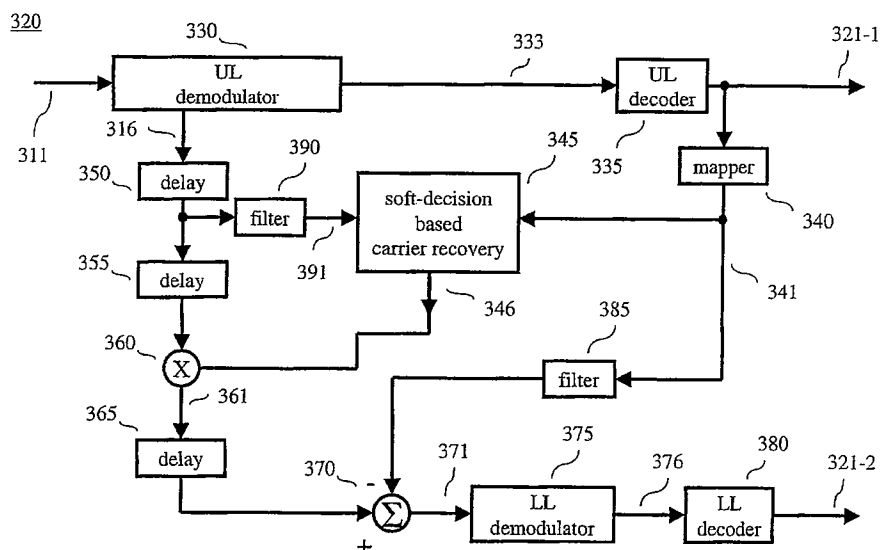 320
330
333
321-1
UL
demodulator
UL
decoder
311
316
335
350
delay
390
filter
391
345
soft-decision
based
carrier recovery
mapper
340
355
delay
346
341
360
X
385
filter
361
365
delay
370
-
Σ
+
371
375
LL
demodulator
376
380
LL
decoder
321-2